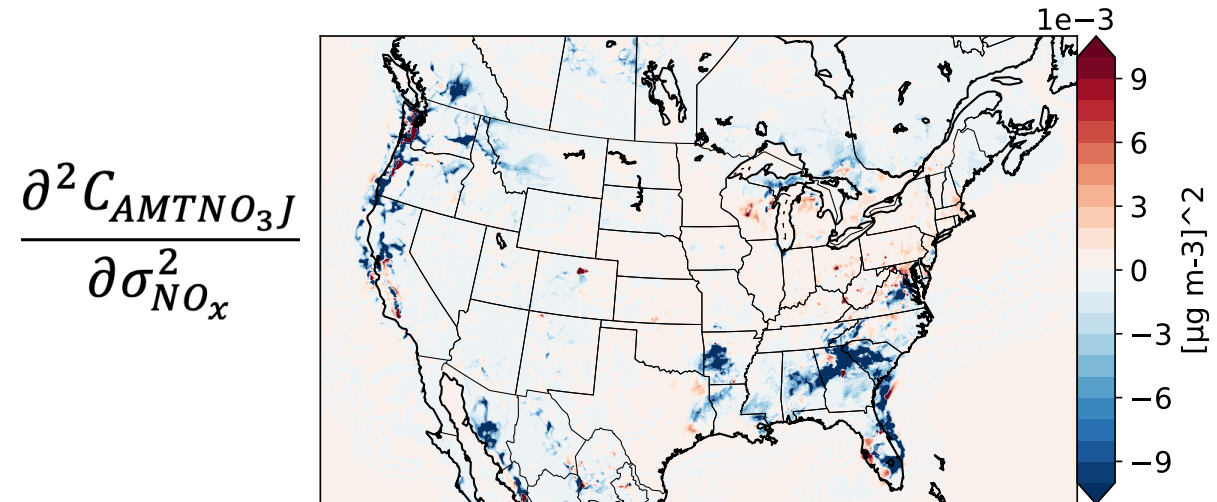 1e−3
∂²C_{AMTNO₃J}
∂σ²_{NOₓ}
9
6
3
0
−3
−6
−9
[μg m-3]^2